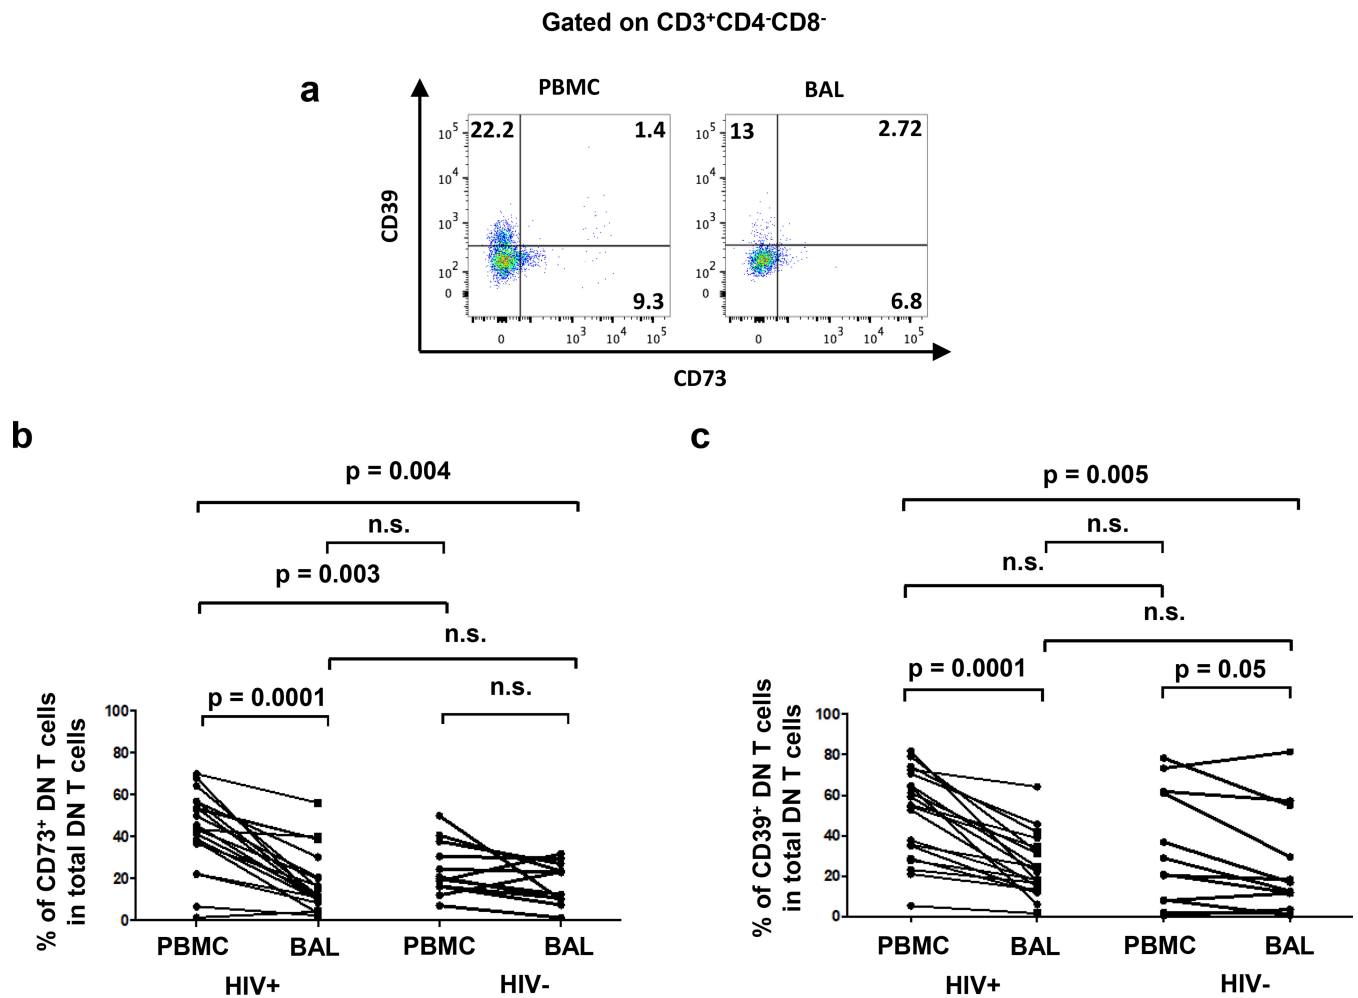 Gated on CD3⁺CD4⁻CD8⁻
a
PBMC
BAL
10⁵ 22.2 1.4
10⁴
10³
10²
0
9.3
0 10³ 10⁴ 10⁵
10⁵ 13 2.72
10⁴
10³
10²
0
6.8
0 10³ 10⁴ 10⁵
CD39
CD73
b
p = 0.004
n.s.
p = 0.003
n.s.
p = 0.0001
n.s.
% of CD73⁺ DN T cells
in total DN T cells
100
80
60
40
20
0
PBMC BAL PBMC BAL
HIV+ HIV-
c
p = 0.005
n.s.
n.s.
n.s.
p = 0.0001
p = 0.05
% of CD39⁺ DN T cells
in total DN T cells
100
80
60
40
20
0
PBMC BAL PBMC BAL
HIV+ HIV-